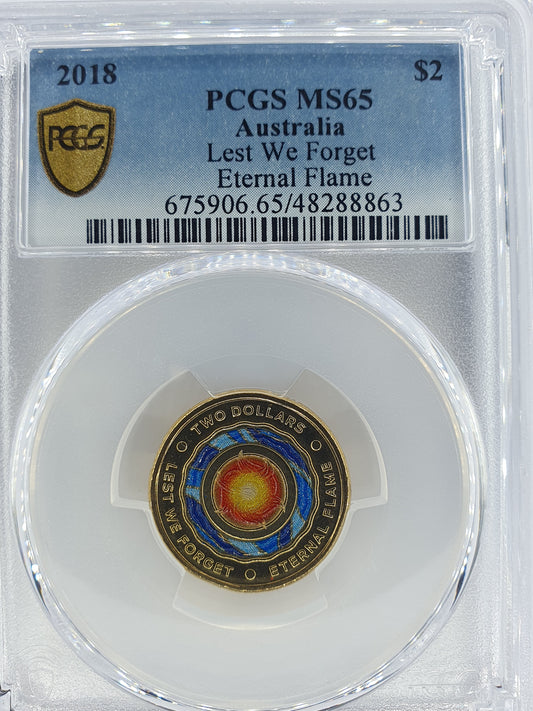 2018 $2
PCGS MS65
Australia
PCGS
Lest We Forget
Eternal Flame
675906.65/48288863
TWO DOLLARS
LEST WE FORGET
ETERNAL FLAME